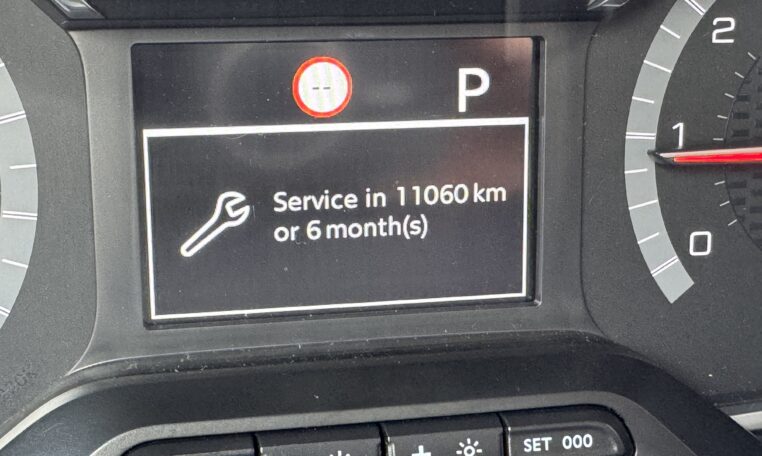 2
--
P
1
Service in 11060 km
or 6 month(s)
0
+
SET 000